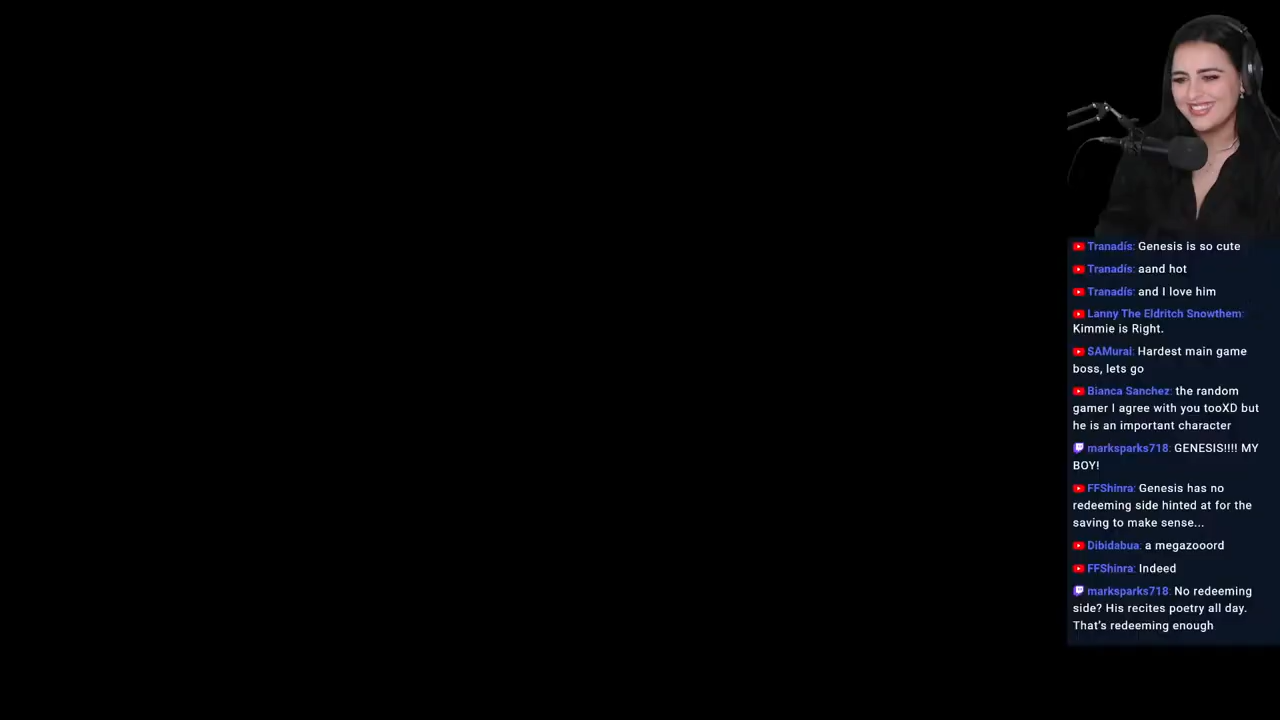 Tranadís: Genesis is so cute
Tranadís: aand hot
Tranadís: and I love him
Lanny The Eldritch Snowthem:
Kimmie is Right.
SAMurai: Hardest main game
boss, lets go
Bianca Sanchez: the random
gamer I agree with you tooXD but
he is an important character
marksparks718: GENESIS!!!! MY
BOY!
FFShinra: Genesis has no
redeeming side hinted at for the
saving to make sense...
Dibidabua: a megazooord
FFShinra: Indeed
marksparks718: No redeeming
side? His recites poetry all day.
That's redeeming enough